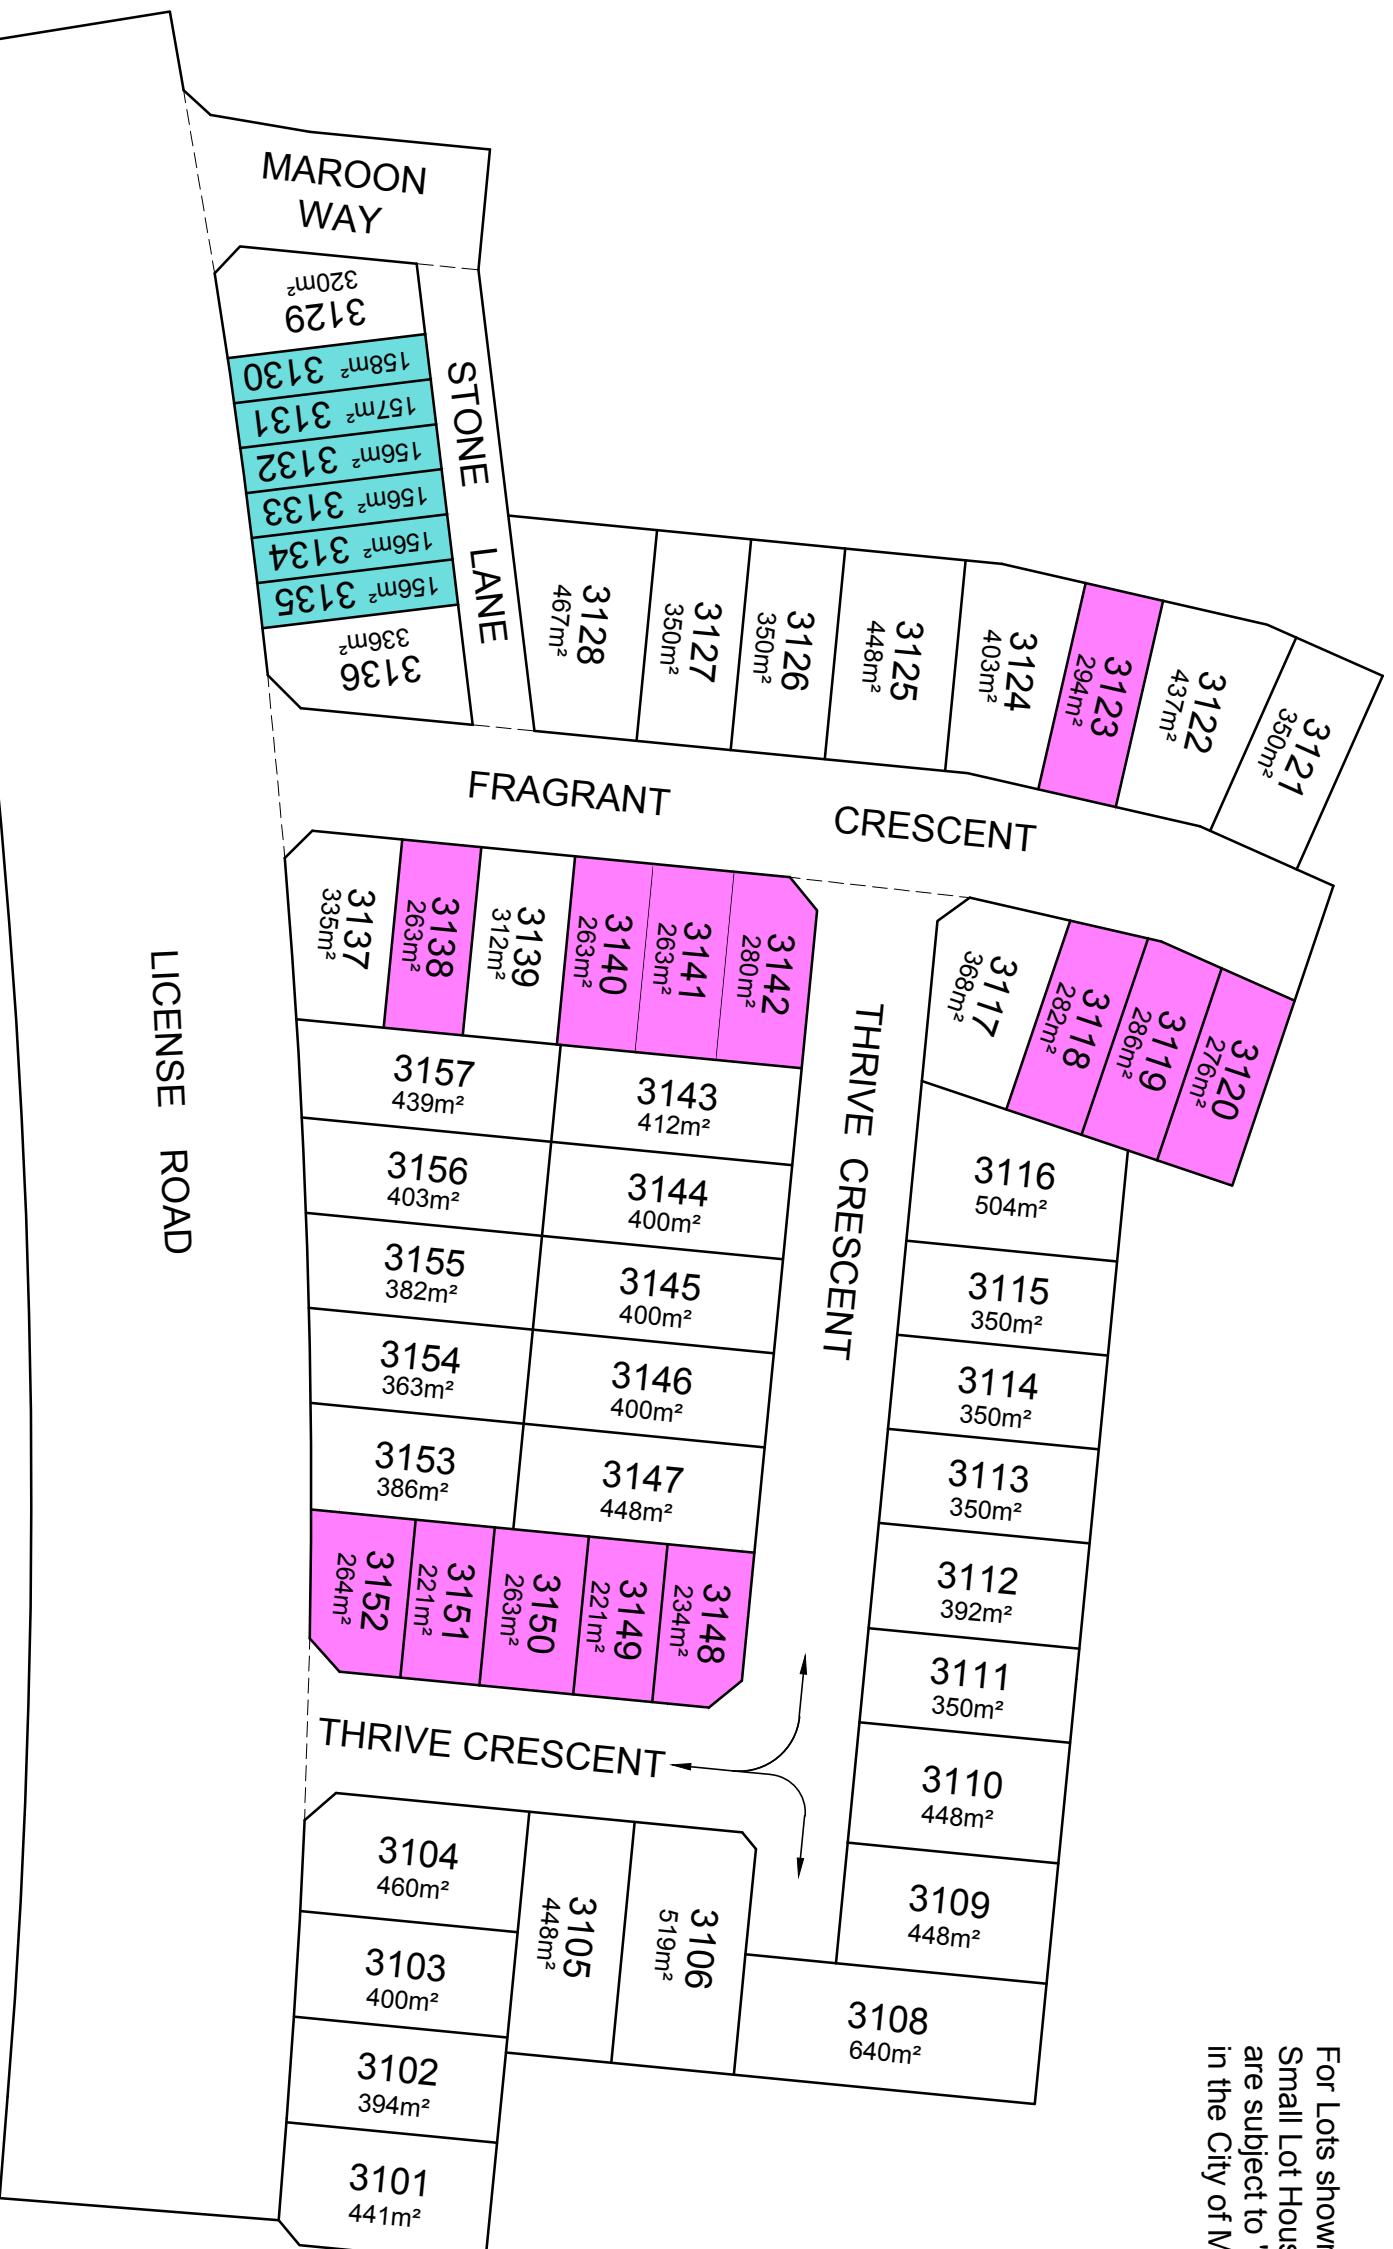 MAROON
WAY
3129
320m²
3130 158m²
3131 157m²
3132 156m²
3133 156m²
3134 156m²
3135 156m²
3136
336m²
STONE LANE
3128
467m²
3127
350m²
3126
350m²
3125
448m²
3124
403m²
3123
294m²
3122
437m²
3121
350m²
FRAGRANT CRESCENT
3137
335m²
3138
263m²
3139
312m²
3140
263m²
3141
263m²
3142
280m²
3117
368m²
3118
282m²
3119
286m²
3120
276m²
LICENSE ROAD
THRIVE CRESCENT
3157
439m²
3143
412m²
3156
403m²
3144
400m²
3155
382m²
3145
400m²
3154
363m²
3146
400m²
3153
386m²
3147
448m²
3116
504m²
3115
350m²
3114
350m²
3113
350m²
3112
392m²
3111
350m²
3110
448m²
3109
448m²
3108
640m²
3152
264m²
3151
221m²
3150
263m²
3149
221m²
3148
234m²
THRIVE CRESCENT
3104
460m²
3105
448m²
3106
519m²
3103
400m²
3102
394m²
3101
441m²
For Lots shown
Small Lot Hous
are subject to "
in the City of M